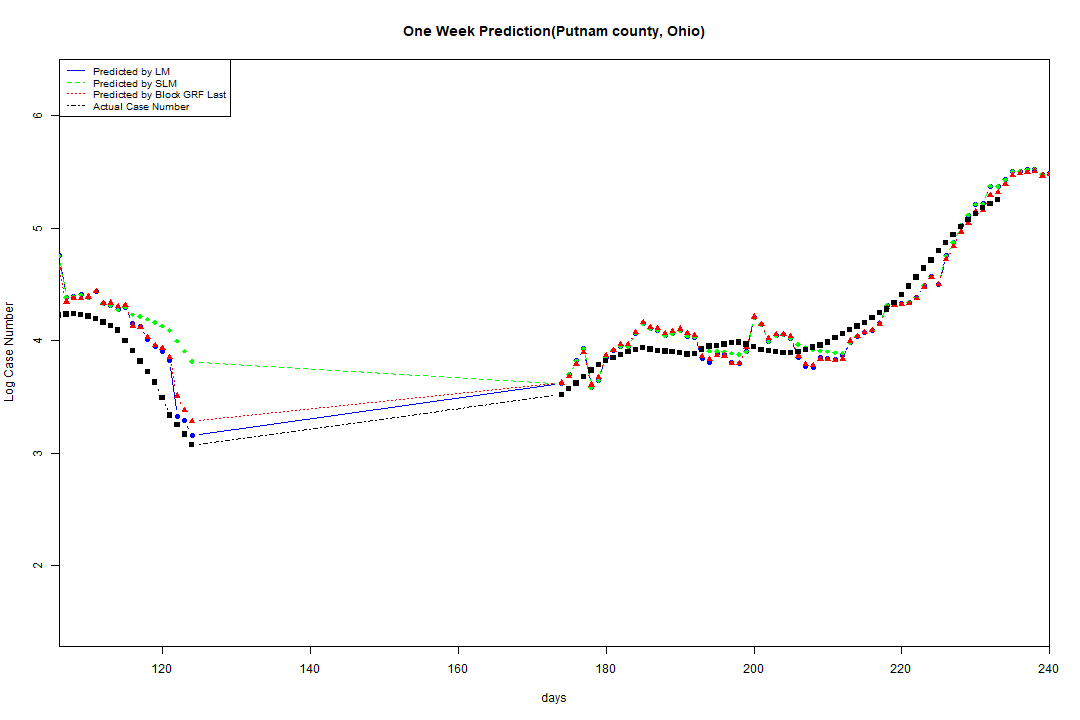 One Week Prediction(Putnam county, Ohio)
Predicted by LM
Predicted by SLM
Predicted by Block GRF Last
Actual Case Number
6
5
4
3
2
Log Case Number
120 140 160 180 200 220 240
days